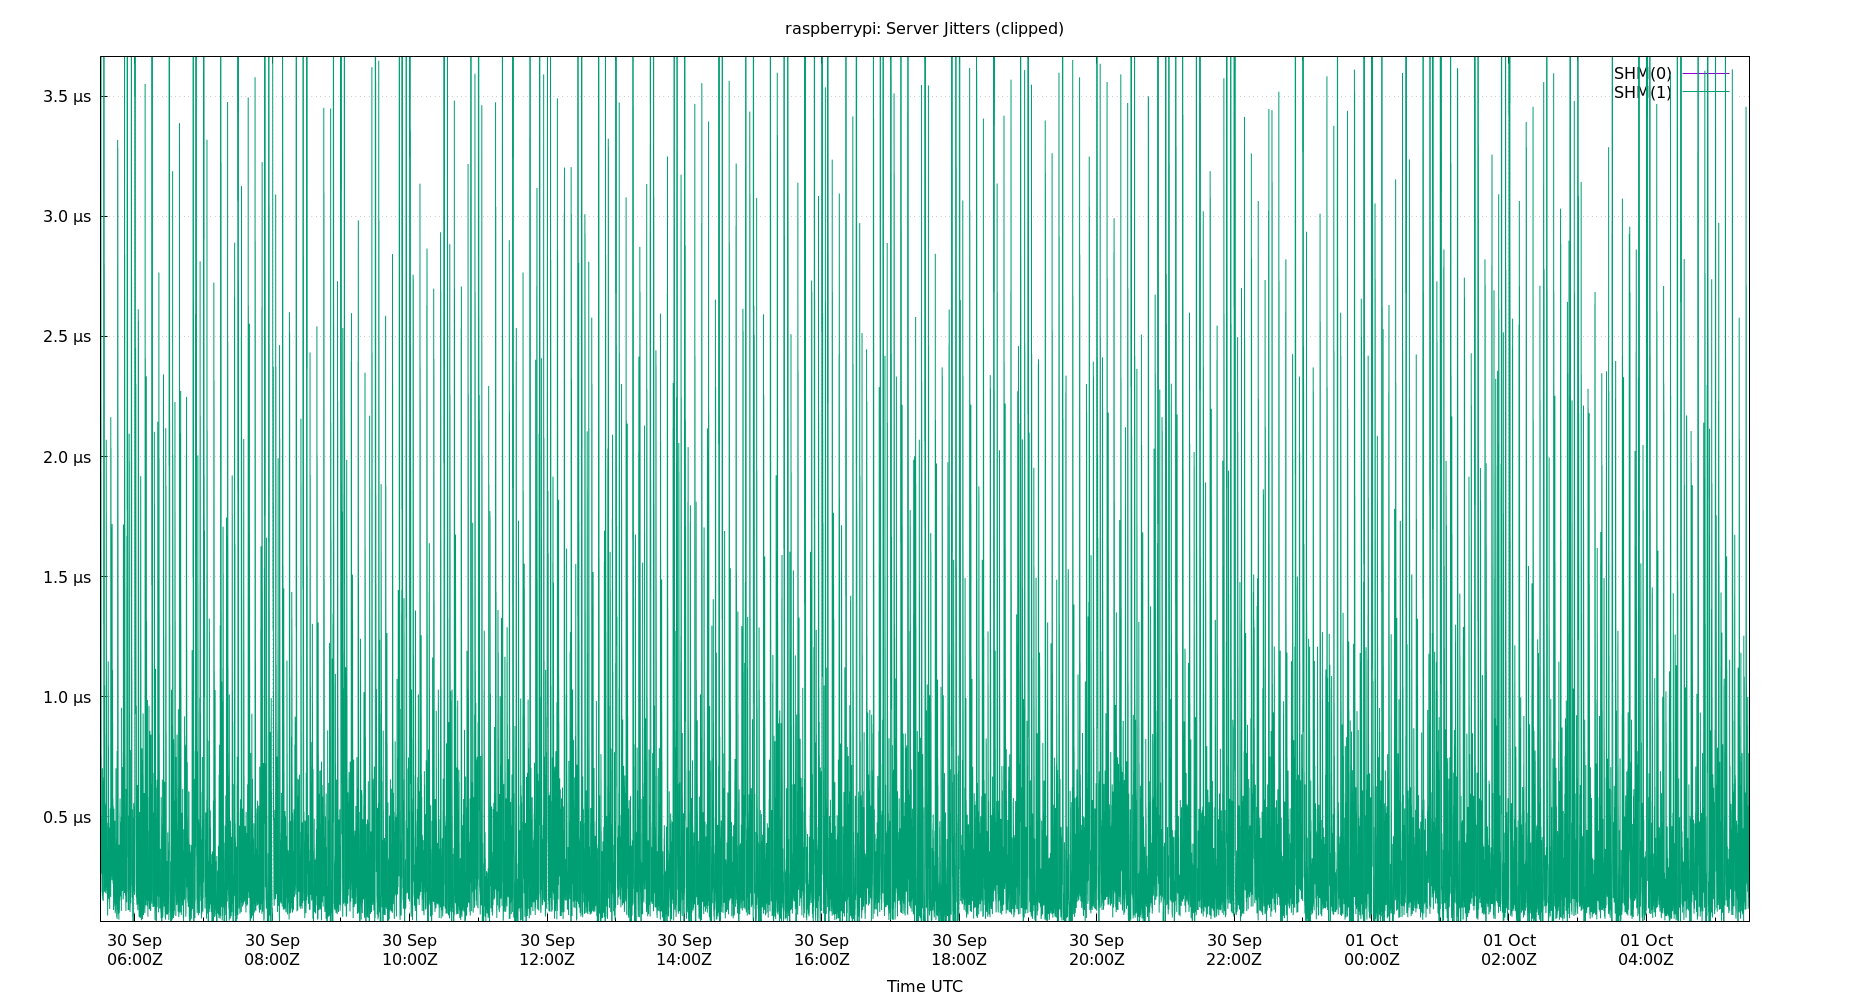 raspberrypi: Server Jitters (clipped)
SHM(0)
SHM(1)
3.5 µs
3.0 µs
2.5 µs
2.0 µs
1.5 µs
1.0 µs
0.5 µs
30 Sep 30 Sep 30 Sep 30 Sep 30 Sep 30 Sep 30 Sep 30 Sep 30 Sep 01 Oct 01 Oct 01 Oct
06:00Z 08:00Z 10:00Z 12:00Z 14:00Z 16:00Z 18:00Z 20:00Z 22:00Z 00:00Z 02:00Z 04:00Z
Time UTC